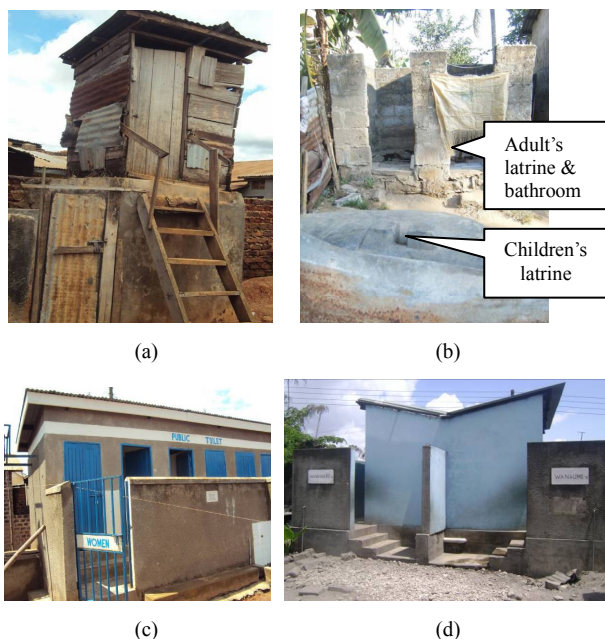 Adult's
latrine &
bathroom
Children's
latrine
(a)
(b)
PUBLIC TOILET
WOMEN
(c)
(d)